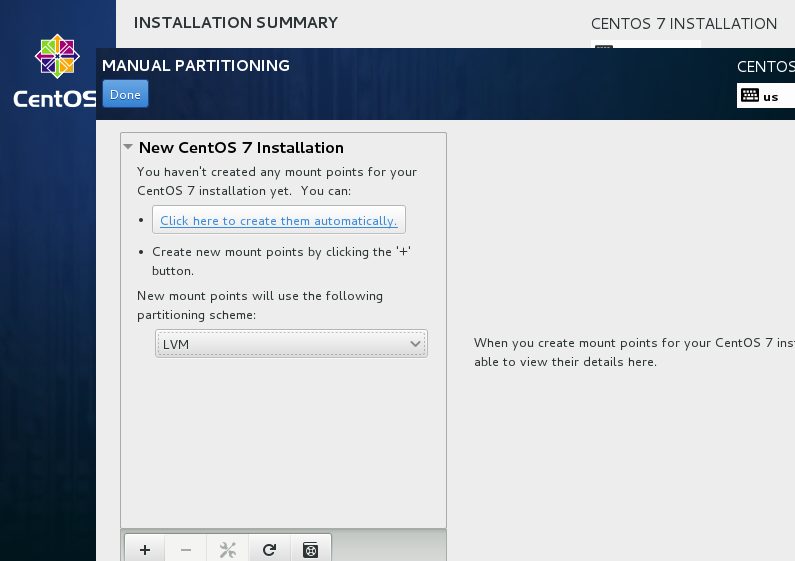 INSTALLATION SUMMARY
CENTOS 7 INSTALLATION
CentOS
MANUAL PARTITIONING
CENTOS
Done
us
New CentOS 7 Installation
You haven't created any mount points for your
CentOS 7 installation yet. You can:
• Click here to create them automatically.
• Create new mount points by clicking the '+'
button.
New mount points will use the following
partitioning scheme:
LVM
When you create mount points for your CentOS 7 inst
able to view their details here.